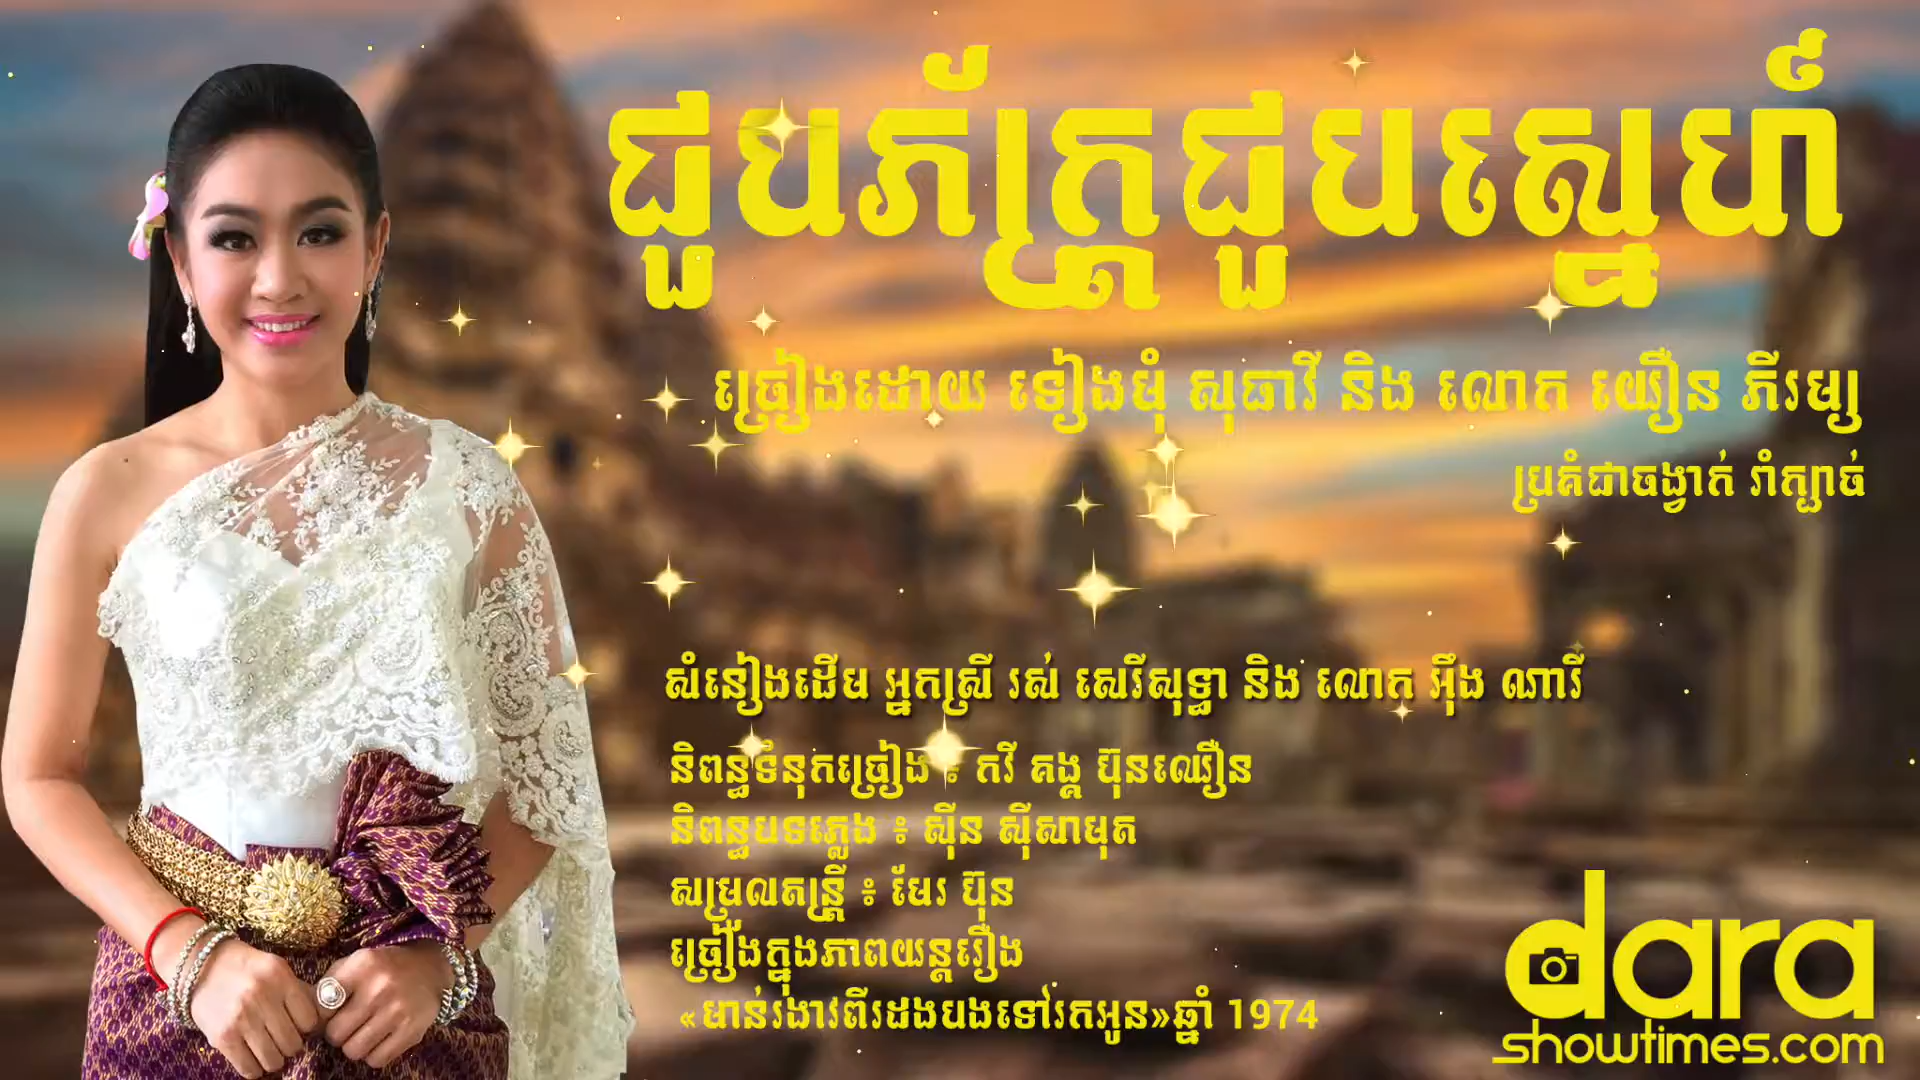 ជួបភ័ក្ត្រជួបស្នេហ៍
ច្រៀងដោយ ទៀងមុំ សុធាវី និង លោក យឿន ភីរម្យ
ប្រគំជាចង្វាក់ រាំក្បាច់
សំនៀងដើម អ្នកស្រី រស់ សេរីសុទ្ធា និង លោក អ៊ឹង ណារី
និពន្ធទំនុកច្រៀង ៖ កវី គង្គ ប៊ុនឈឿន
និពន្ធបទភ្លេង ៖ ស៊ីន ស៊ីសាមុត
សម្រួលតន្ត្រី ៖ មែរ ប៊ុន
ច្រៀងក្នុងភាពយន្តរឿង
«មាន់រងាវពីរដងបងទៅរកអូន»ឆ្នាំ 1974
dara
showtimes.com